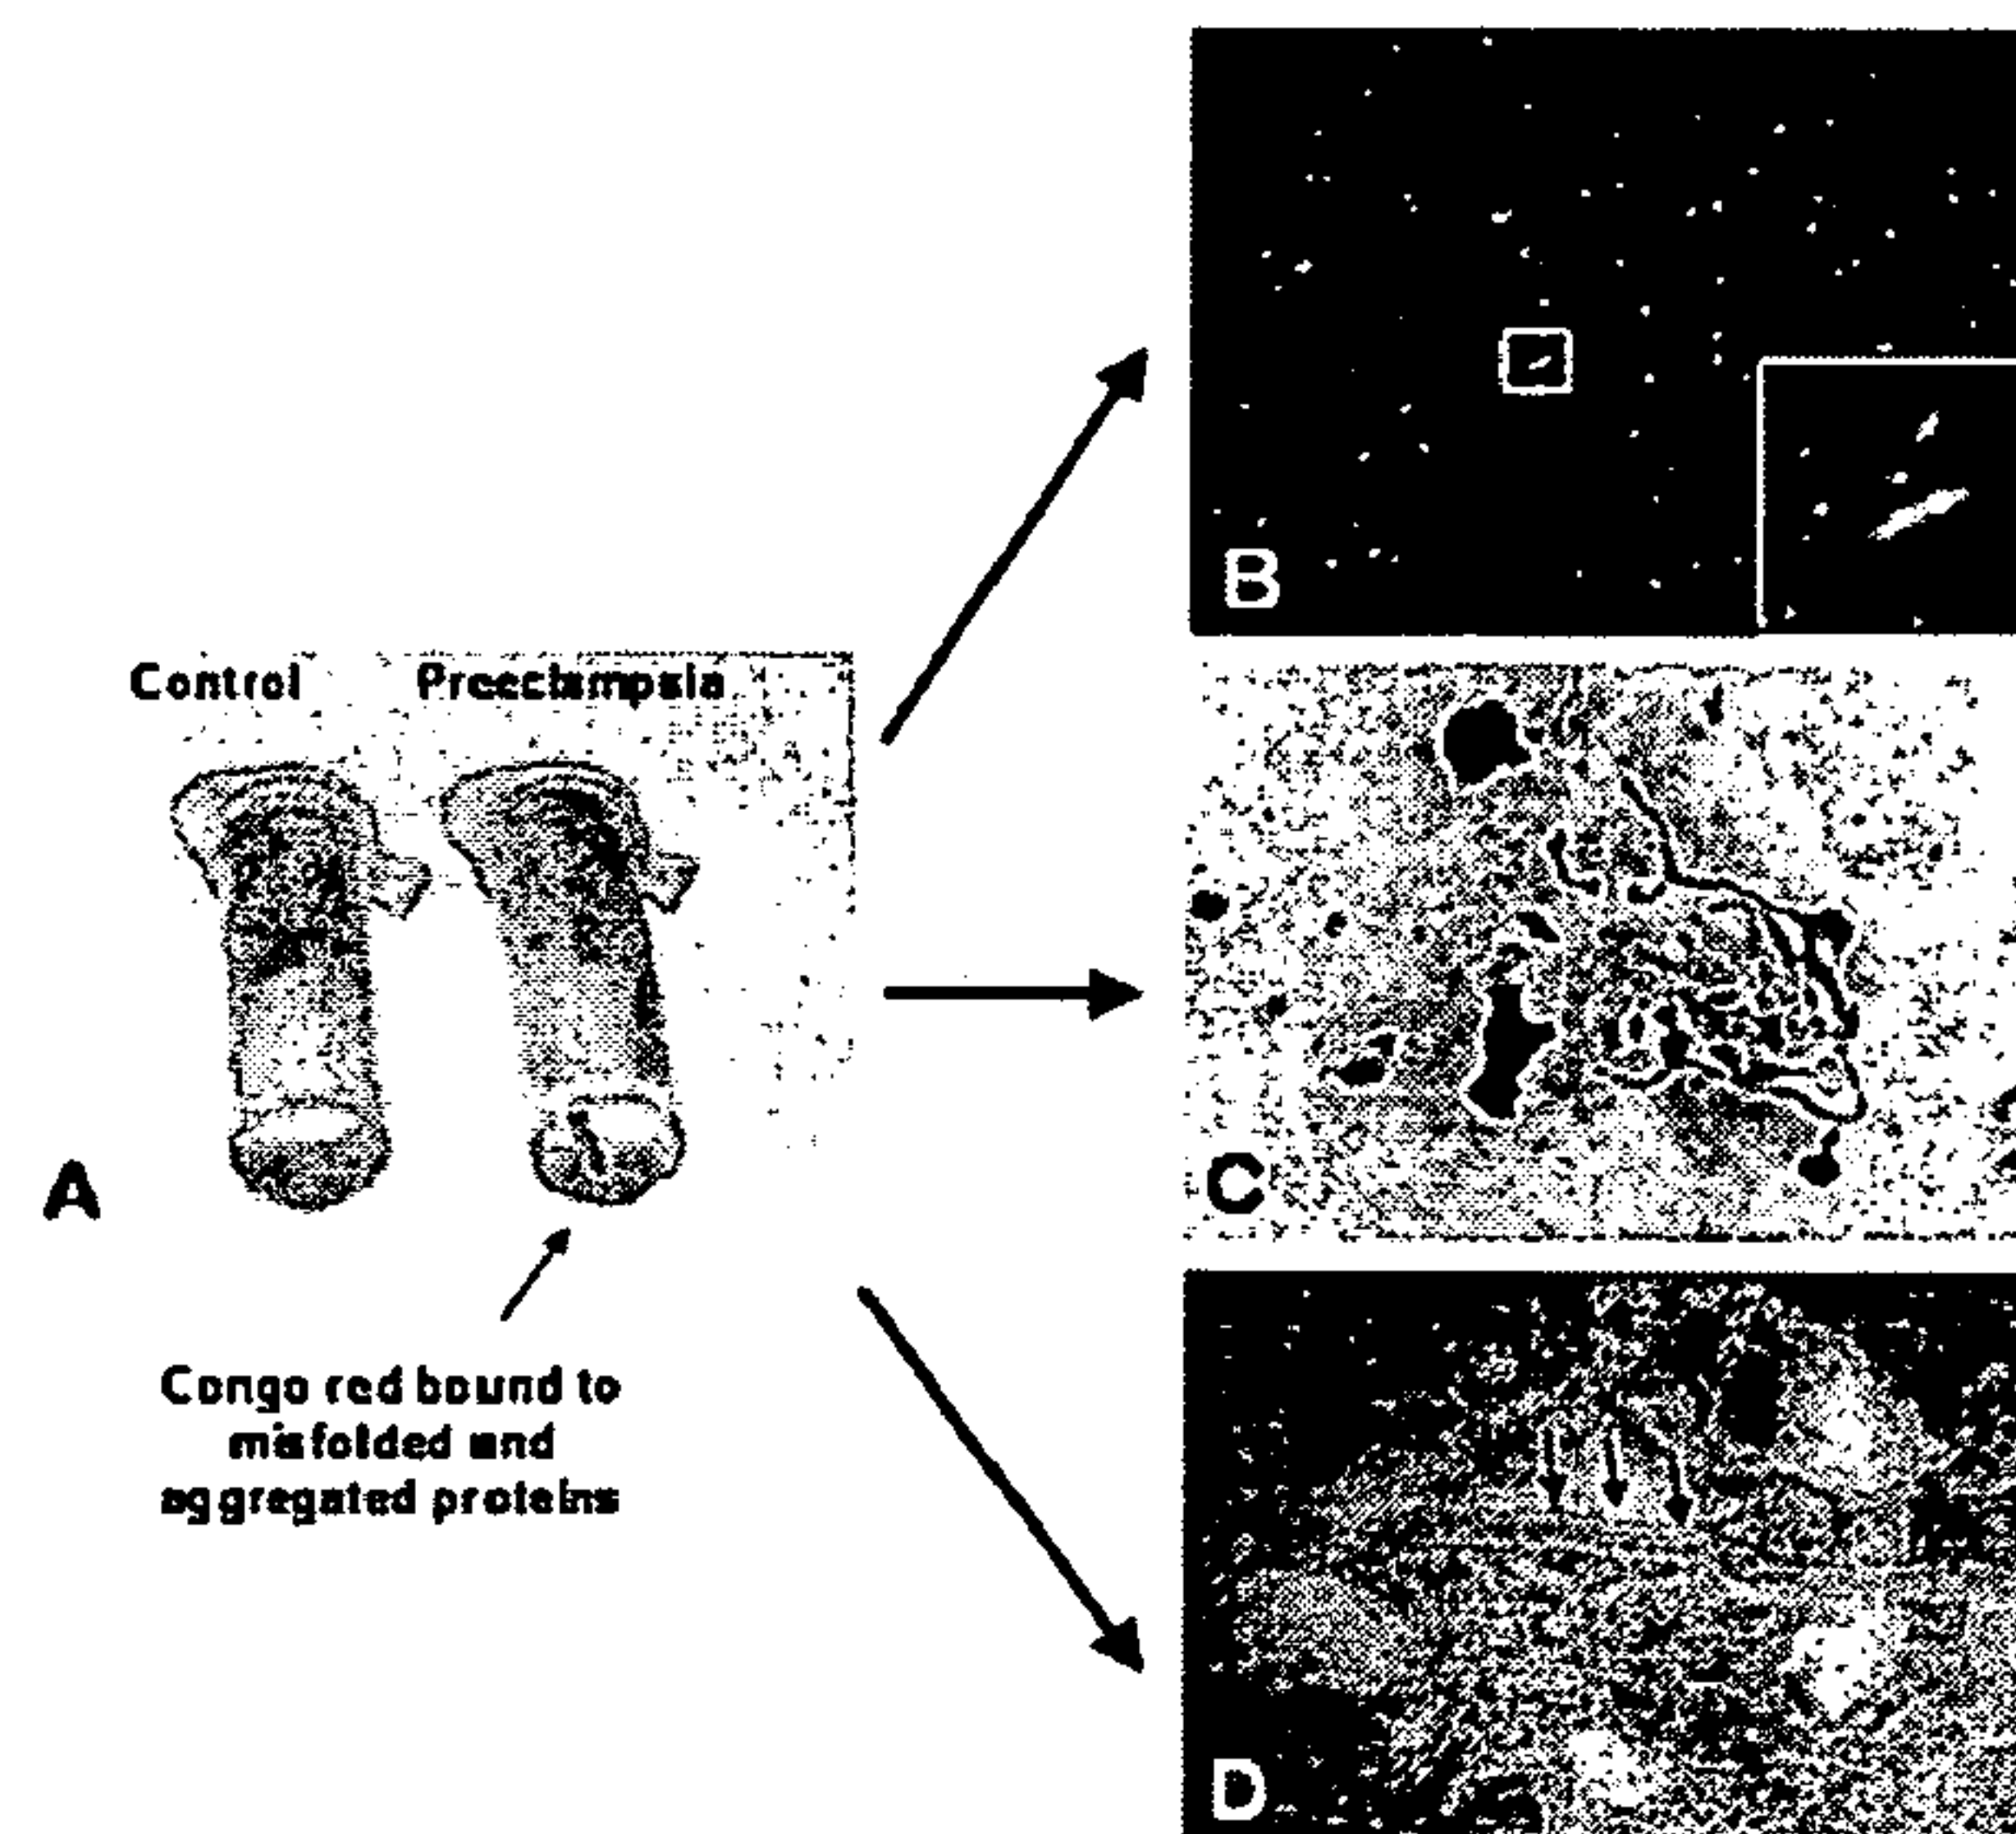 B
Control Preeclampsia
A
C
Congo red bound to
misfolded and
aggregated proteins
D